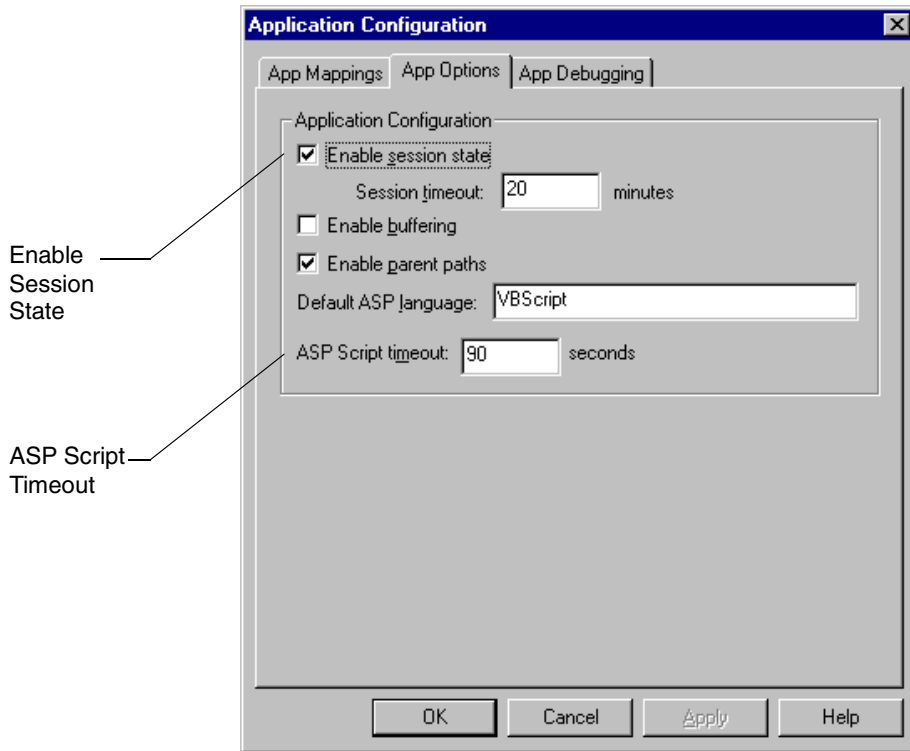 Application Configuration
App Mappings App Options App Debugging
Application Configuration
Enable session state
Session timeout: 20 minutes
Enable buffering
Enable parent paths
Default ASP language: VBScript
ASP Script timeout: 90 seconds
Enable
Session
State
ASP Script
Timeout
OK Cancel Apply Help